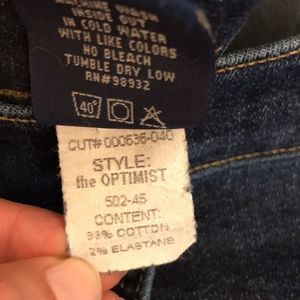 MACHINE WASH
INSIDE OUT
IN COLD WATER
WITH LIKE COLORS
NO BLEACH
TUMBLE DRY LOW
RN#98932
40°
CUT#000636-040
STYLE:
the OPTIMIST
502-45
CONTENT:
98% COTTON
2% ELASTANE